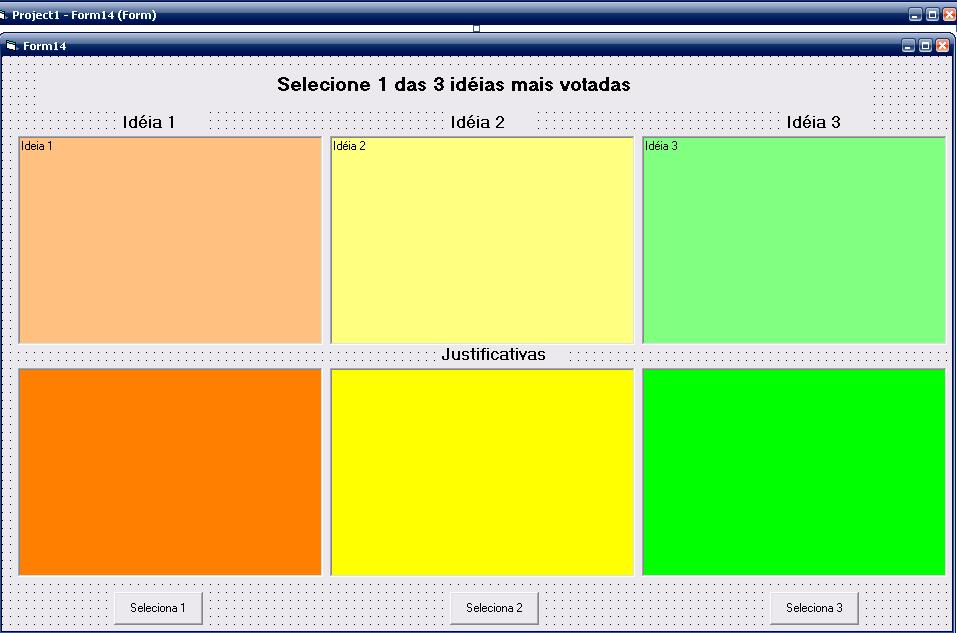 Project1 - Form14 (Form)
Form14
Selecione 1 das 3 idéias mais votadas
Idéia 1
Idéia 2
Idéia 3
Ideia 1
Idéia 2
Idéia 3
Justificativas
Seleciona 1
Seleciona 2
Seleciona 3